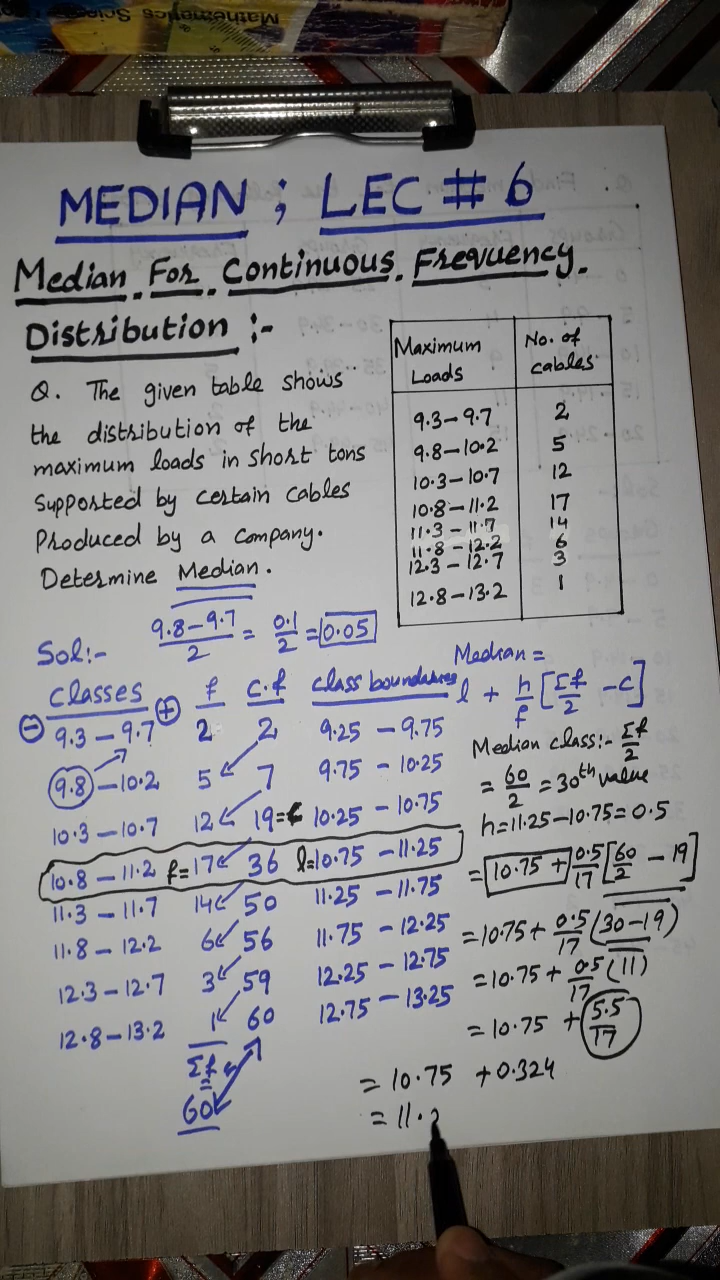 Mathematics Science
MEDIAN ; LEC # 6
Median For Continuous Frequency
Distribution :-
Q. The given table shows
the distribution of the
maximum loads in short tons
supported by certain cables
Produced by a company.
Determine Median.
Maximum Loads No. of cables
9.3 – 9.7 2
9.8 – 10.2 5
10.3 – 10.7 12
10.8 – 11.2 17
11.3 – 11.7 14
11.8 – 12.2 6
12.3 – 12.7 3
12.8 – 13.2 1
Sol:- 9.8 – 9.7 / 2 = 0.1 / 2 = 0.05
classes f c.f class boundaries
9.3 – 9.7 2 2 9.25 – 9.75
9.8 – 10.2 5 7 9.75 – 10.25
10.3 – 10.7 12 19 = c 10.25 – 10.75
10.8 – 11.2 f = 17 36 l = 10.75 – 11.25
11.3 – 11.7 14 50 11.25 – 11.75
11.8 – 12.2 6 56 11.75 – 12.25
12.3 – 12.7 3 59 12.25 – 12.75
12.8 – 13.2 1 60 12.75 – 13.25
Σf =
60
Median =
l + h/f [Σf/2 – c]
Median class:- Σf/2
= 60/2 = 30th value
h = 11.25 – 10.75 = 0.5
= 10.75 + 0.5/17 [60/2 – 19]
= 10.75 + 0.5/17 (30 – 19)
= 10.75 + 0.5/17 (11)
= 10.75 + 5.5/17
= 10.75 + 0.324
= 11.